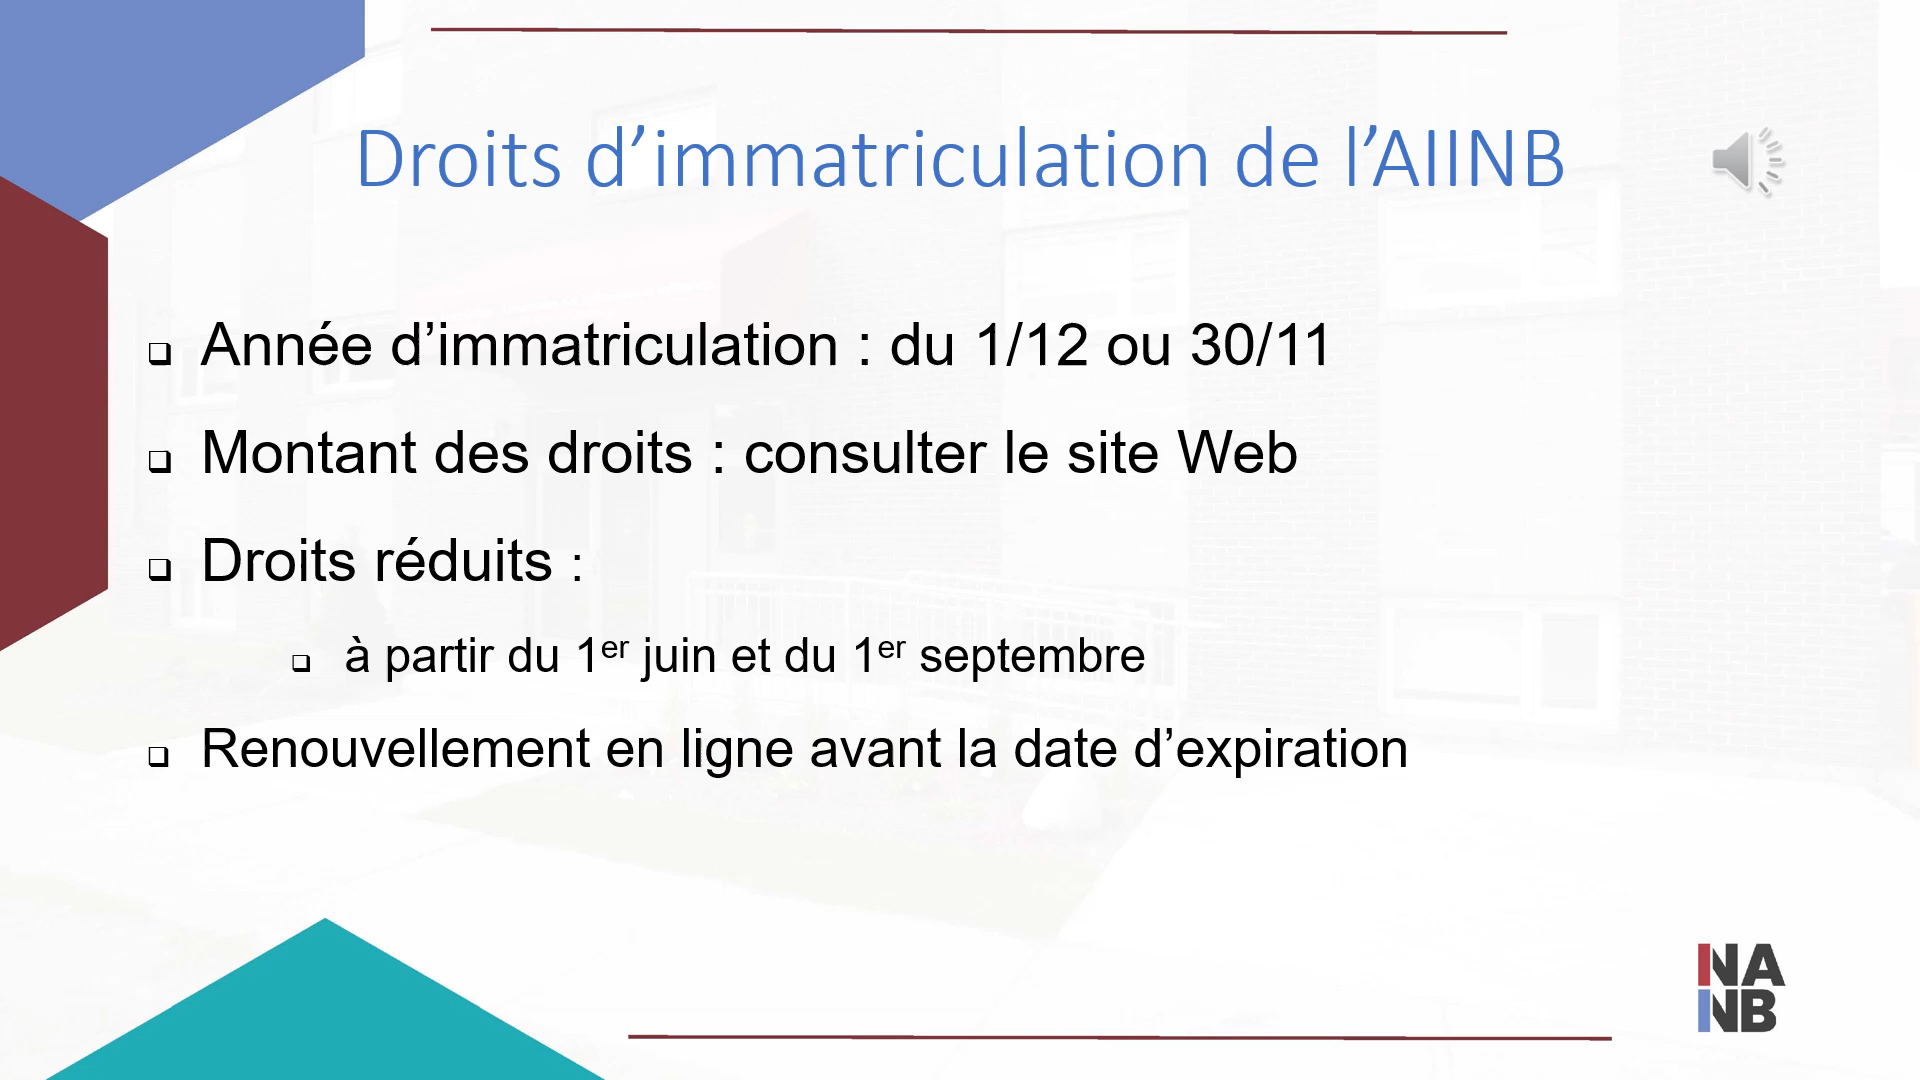 Droits d’immatriculation de l’AIINB
Année d’immatriculation : du 1/12 ou 30/11
Montant des droits : consulter le site Web
Droits réduits :
à partir du 1er juin et du 1er septembre
Renouvellement en ligne avant la date d’expiration
NA
NB